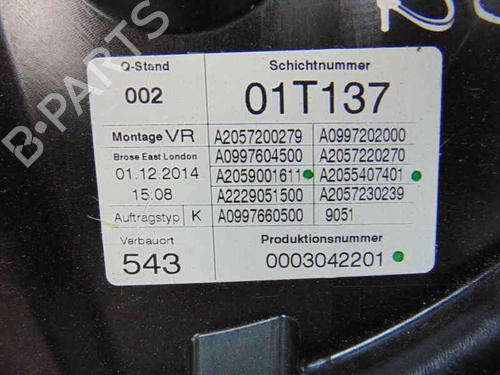 Q-Stand Schichtnummer
002 01T137
Montage VR A2057200279 A0997202000
Brose East London A0997604500 A2057220270
01.12.2014 A2059001611 A2055407401
15:08 A2229051500 A2057230239
Auftragstyp K A0997660500 9051
Verbauort Produktionsnummer
543 0003042201
B-PARTS